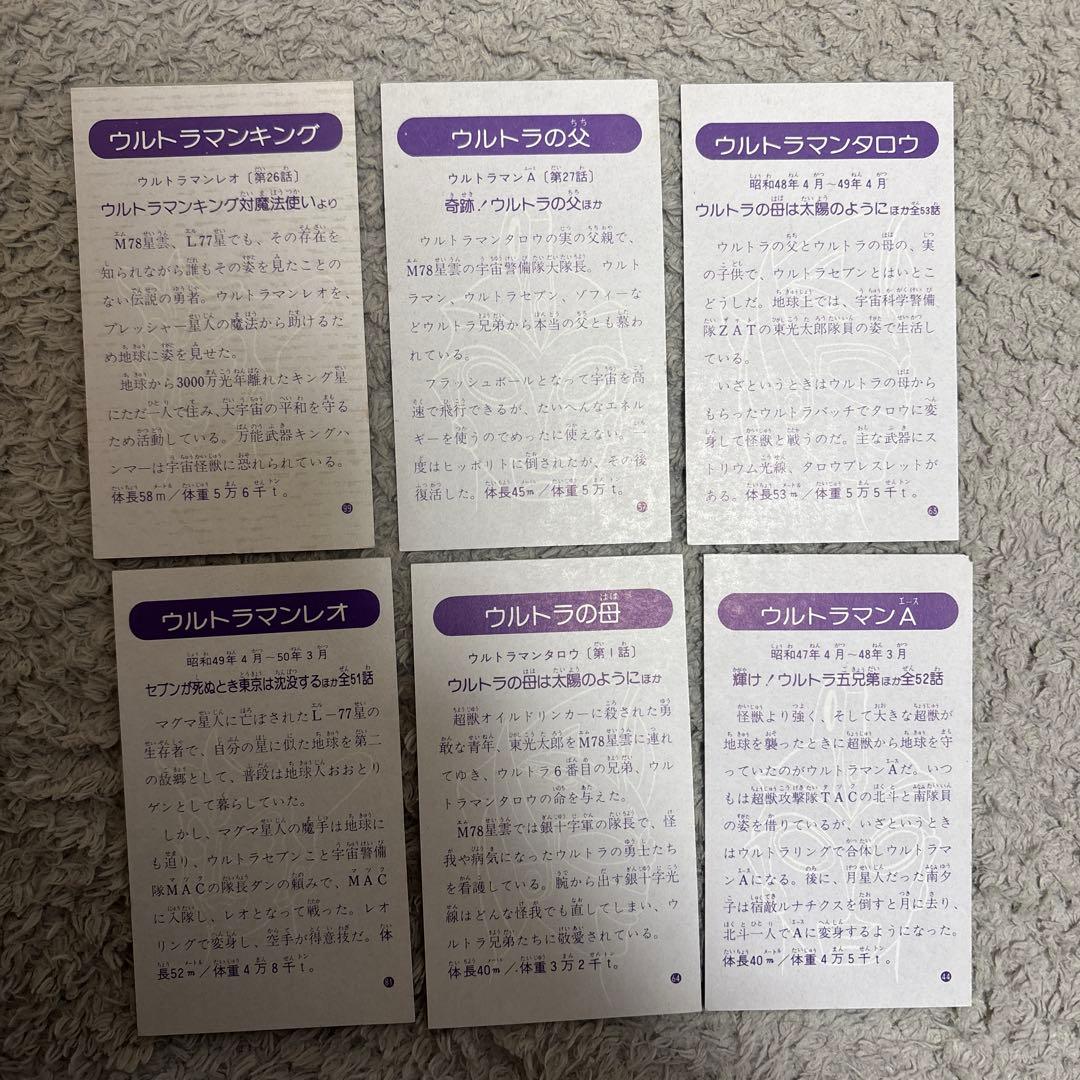 ウルトラマンキング
ウルトラマンレオ〔第26話〕
ウルトラマンキング対魔法使いより
M78星雲、L77星でも、その存在を
知られながら誰もその姿を見たことの
ない伝説の勇者。ウルトラマンレオを、
プレッシャー星人の魔法から助けるた
め地球に姿を見せた。
地球から3000万光年離れたキング星
にただ一人で住み、大宇宙の平和を守る
ため活動している。万能武器キングハ
ンマーは宇宙怪獣に恐れられている。
体長58m/体重5万6千t。
ウルトラの父
ウルトラマンA〔第27話〕
奇跡!ウルトラの父ほか
ウルトラマンタロウの実の父親で、
M78星雲の宇宙警備隊大隊長。ウルト
ラマン、ウルトラセブン、ゾフィーな
どウルトラ兄弟から本当の父とも慕わ
れている。
フラッシュボールとなって宇宙を高
速で飛行できるが、たいへんなエネル
ギーを使うのでめったに使えない。一
度はヒッポリトに倒されたが、その後
復活した。体長45m/体重5万5千t。
57
ウルトラマンタロウ
昭和48年4月〜49年4月
ウルトラの母は太陽のようにほか全53話
ウルトラの父とウルトラの母の、実
の子供で、ウルトラセブンとはいとこ
どうしだ。地球上では、宇宙科学警備
隊ZATの東光太郎隊員の姿で生活し
ている。
いざというときはウルトラの母から
もらったウルトラバッチでタロウに変
身して怪獣と戦うのだ。主な武器にス
トリウム光線、タロウブレスレットが
ある。体長53m/体重5万5千t。
ウルトラマンレオ
昭和49年4月〜50年3月
セブンが死ぬとき東京は沈没するほか全51話
マグマ星人に亡ぼされたL-77星の
生存者で、自分の星に似た地球を第二
の故郷として、普段は地球人おおとり
ゲンとして暮らしていた。
しかし、マグマ星人の魔手は地球に
も迫り、ウルトラセブンこと宇宙警備
隊MACの隊長ダンの頼みで、MAC
に入隊し、レオとなって戦った。レオ
リングで変身し、空手が得意技だ。体
長52m/体重4万8千t。
ウルトラの母
ウルトラマンタロウ〔第1話〕
ウルトラの母は太陽のようにほか
超獣オイルドリンカーに殺された勇
敢な青年、東光太郎をM78星雲に連れ
てゆき、ウルトラ6番目の兄弟、ウル
トラマンタロウの命を与えた。
M78星雲では銀十字軍の隊長で、怪
我や病気になったウルトラの勇士たち
を看護している。腕から出す銀十字光
線はどんな怪我でも直してしまい、ウ
ルトラ兄弟たちに敬愛されている。
体長40m/体重3万2千t。
64
ウルトラマンA
昭和47年4月〜48年3月
輝け!ウルトラ五兄弟ほか全52話
怪獣より強く、そして大きな超獣が
地球を襲ったときに超獣から地球を守
っていたのがウルトラマンAだ。いつ
もは超獣攻撃隊TACの北斗と南隊員
の姿を借りているが、いざというとき
はウルトラリングで合体しウルトラマ
ンAになる。後に、月星人だった南夕
子は宿敵ルナチクスを倒すと月に去り、
北斗一人でAに変身するようになった。
体長40m/体重4万5千t。
44